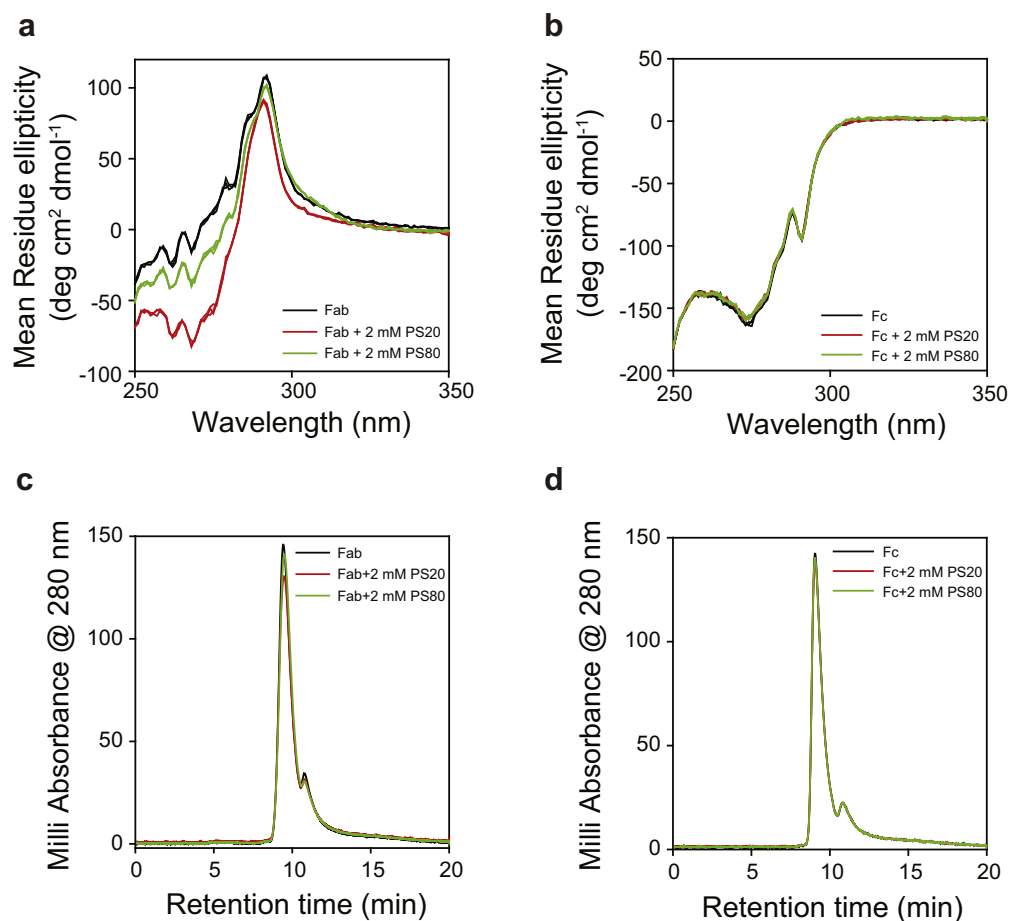 a
Mean Residue ellipticity
(deg cm² dmol⁻¹)
100
50
0
-50
-100
250
300
350
Wavelength (nm)
Fab
Fab + 2 mM PS20
Fab + 2 mM PS80
b
Mean Residue ellipticity
(deg cm² dmol⁻¹)
50
0
-50
-100
-150
-200
250
300
350
Wavelength (nm)
Fc
Fc + 2 mM PS20
Fc + 2 mM PS80
c
Milli Absorbance @ 280 nm
150
100
50
0
0
5
10
15
20
Retention time (min)
Fab
Fab+2 mM PS20
Fab+2 mM PS80
d
Milli Absorbance @ 280 nm
150
100
50
0
0
5
10
15
20
Retention time (min)
Fc
Fc+2 mM PS20
Fc+2 mM PS80